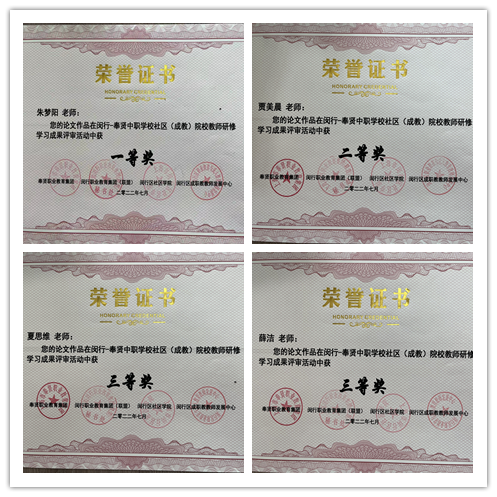 荣誉证书
HONORARY CREDENTIAL
朱梦阳 老师：
您的论文作品在闵行-奉贤中职学校社区（成教）院校教师研修
学习成果评审活动中获
一等奖
奉贤职业教育集团 闵行职业教育集团（联盟） 闵行区社区学院 闵行区成职教教师发展中心
二〇二二年七月
荣誉证书
HONORARY CREDENTIAL
贾美晨 老师：
您的论文作品在闵行-奉贤中职学校社区（成教）院校教师研修
学习成果评审活动中获
二等奖
奉贤职业教育集团 闵行职业教育集团（联盟） 闵行区社区学院 闵行区成职教教师发展中心
二〇二二年七月
荣誉证书
HONORARY CREDENTIAL
夏思维 老师：
您的论文作品在闵行-奉贤中职学校社区（成教）院校教师研修
学习成果评审活动中获
三等奖
奉贤职业教育集团 闵行职业教育集团（联盟） 闵行区社区学院 闵行区成职教教师发展中心
二〇二二年七月
荣誉证书
HONORARY CREDENTIAL
薛洁 老师：
您的论文作品在闵行-奉贤中职学校社区（成教）院校教师研修
学习成果评审活动中获
三等奖
奉贤职业教育集团 闵行职业教育集团（联盟） 闵行区社区学院 闵行区成职教教师发展中心
二〇二二年七月